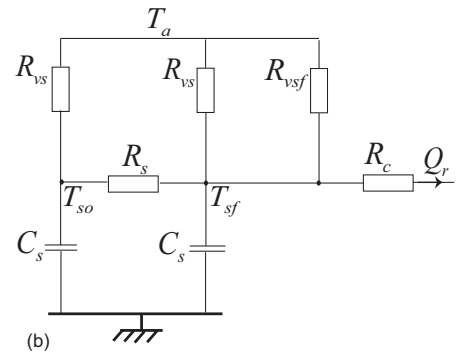 T_a
R_vs
R_vs
R_vsf
R_s
R_c
Q_r
T_so
T_sf
C_s
C_s
(b)